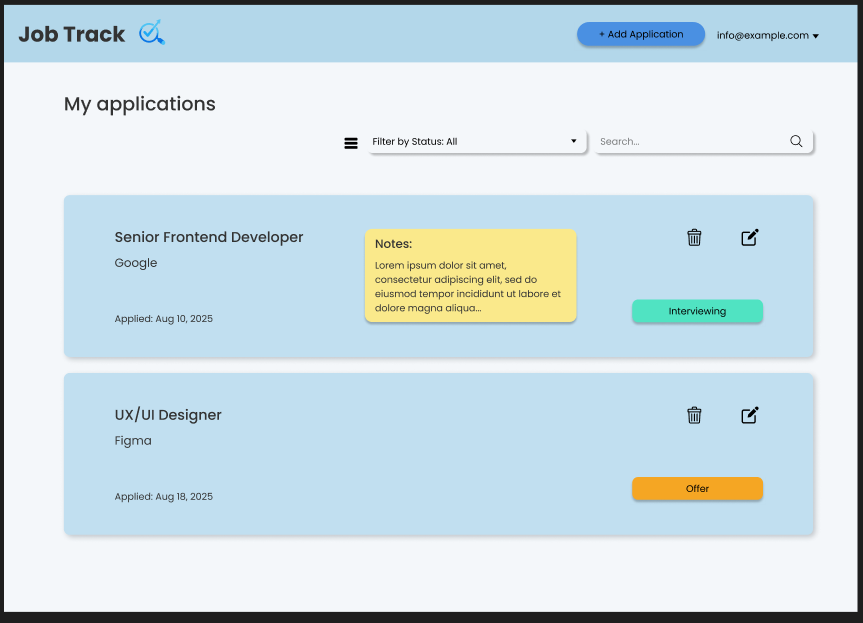 Job Track
+ Add Application
info@example.com
My applications
Filter by Status: All
Search...
Senior Frontend Developer
Google
Applied: Aug 10, 2025
Notes:
Lorem ipsum dolor sit amet,
consectetur adipiscing elit, sed do
eiusmod tempor incididunt ut labore et
dolore magna aliqua...
Interviewing
UX/UI Designer
Figma
Applied: Aug 18, 2025
Offer